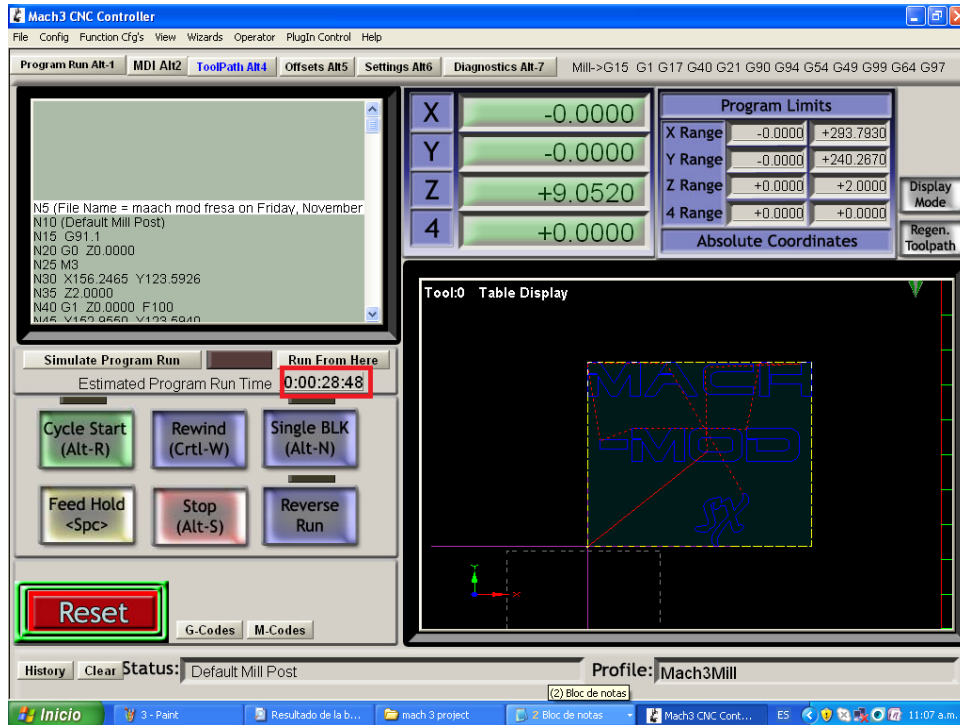 Mach3 CNC Controller
File Config Function Cfg's View Wizards Operator PlugIn Control Help
Program Run Alt-1 MDI Alt2 ToolPath Alt4 Offsets Alt5 Settings Alt6 Diagnostics Alt-7 Mill->G15 G1 G17 G40 G21 G90 G94 G54 G49 G99 G64 G97
N5 (File Name = maach mod fresa on Friday, November
N10 (Default Mill Post)
N15 G91.1
N20 G0 Z0.0000
N25 M3
N30 X156.2465 Y123.5926
N35 Z2.0000
N40 G1 Z0.0000 F100
N45 X152.9550 Y123.5940
X -0.0000
Y -0.0000
Z +9.0520
4 +0.0000
Program Limits
X Range -0.0000 +293.7930
Y Range -0.0000 +240.2670
Z Range +0.0000 +2.0000
4 Range +0.0000 +0.0000
Absolute Coordinates
Display Mode
Regen. Toolpath
Simulate Program Run Run From Here
Estimated Program Run Time 0:00:28:48
Cycle Start (Alt-R)
Rewind (Crtl-W)
Single BLK (Alt-N)
Feed Hold <Spc>
Stop (Alt-S)
Reverse Run
Tool:0 Table Display
MACH
-MOD
Y
X
Reset
G-Codes M-Codes
History Clear Status: Default Mill Post Profile: Mach3Mill
(2) Bloc de notas
Inicio 3 - Paint Resultado de la b... mach 3 project 2 Bloc de notas Mach3 CNC Cont... ES 11:07 a.m.